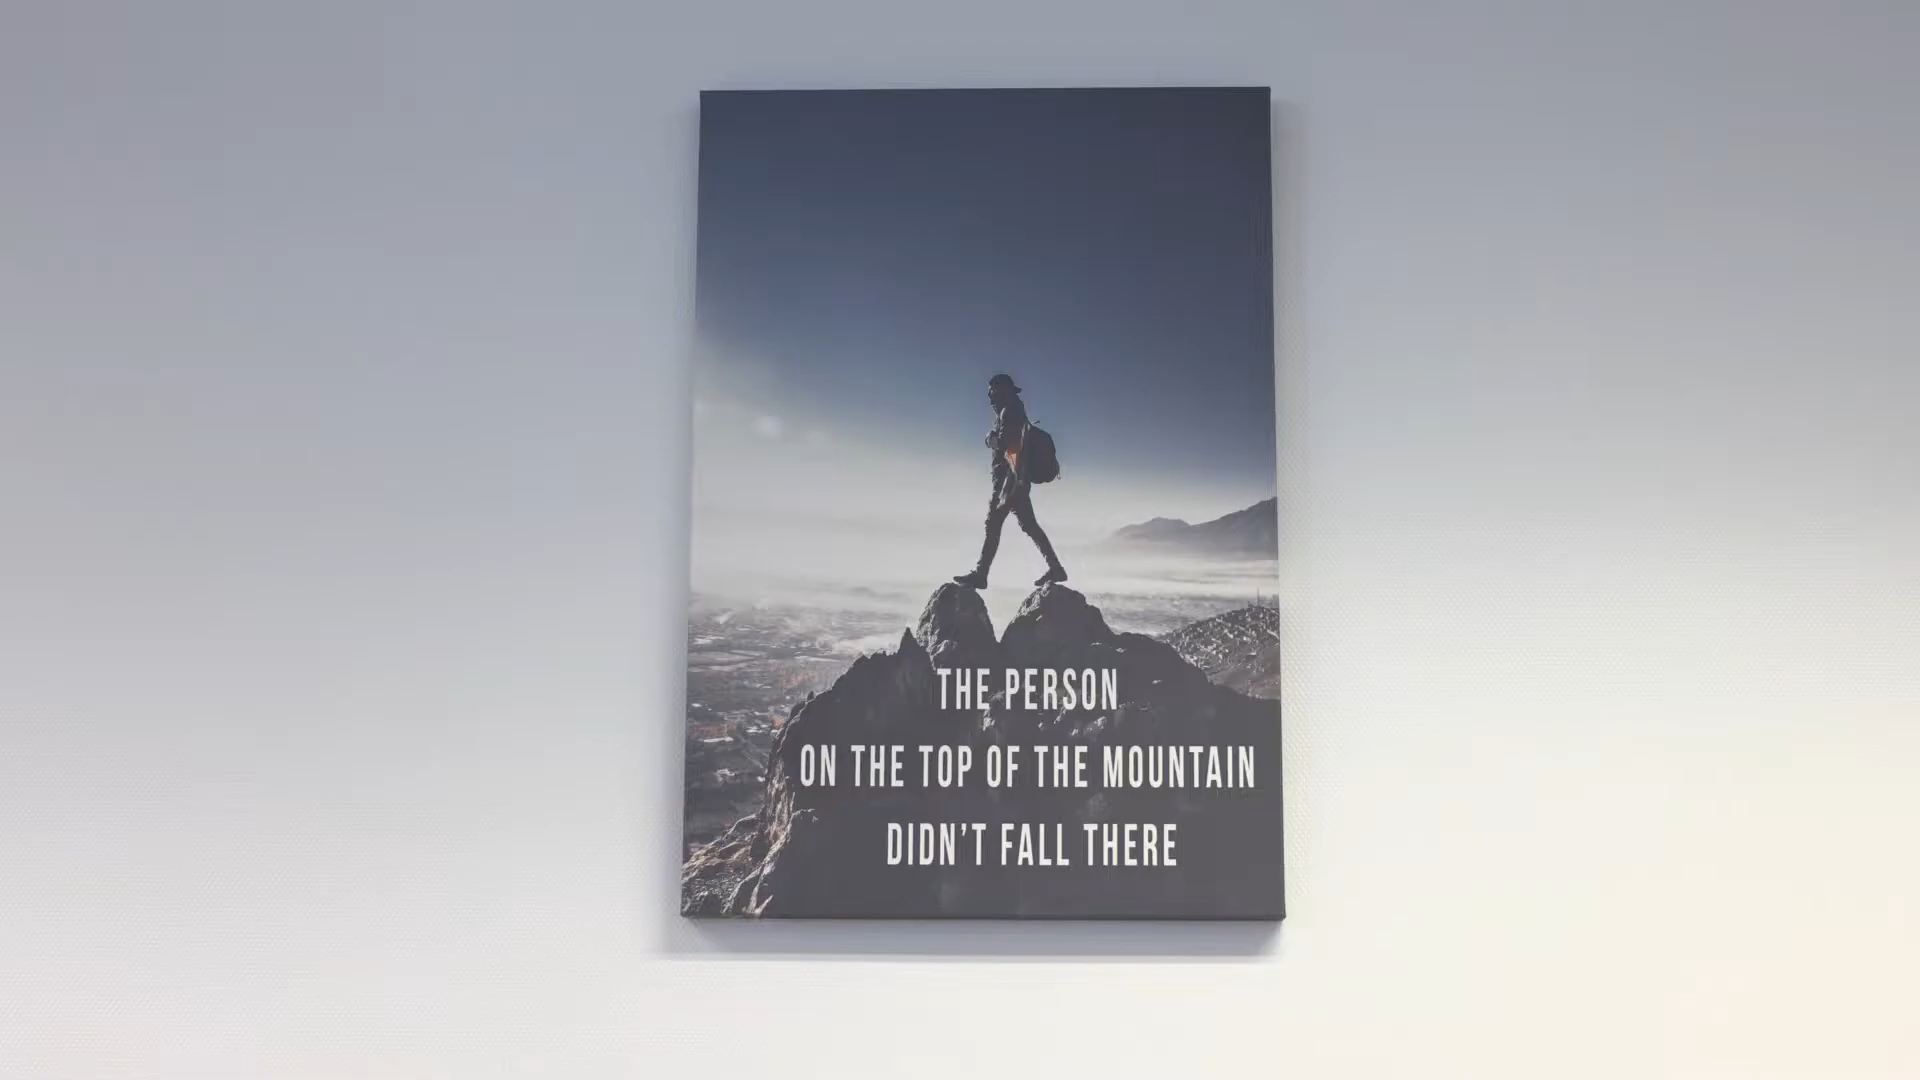 THE PERSON
ON THE TOP OF THE MOUNTAIN
DIDN'T FALL THERE